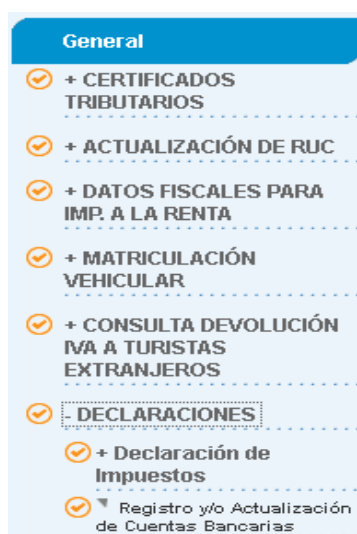 General
+ CERTIFICADOS
TRIBUTARIOS
+ ACTUALIZACIÓN DE RUC
+ DATOS FISCALES PARA
IMP. A LA RENTA
+ MATRICULACIÓN
VEHICULAR
+ CONSULTA DEVOLUCIÓN
IVA A TURISTAS
EXTRANJEROS
- DECLARACIONES
+ Declaración de
Impuestos
Registro y/o Actualización
de Cuentas Bancarias